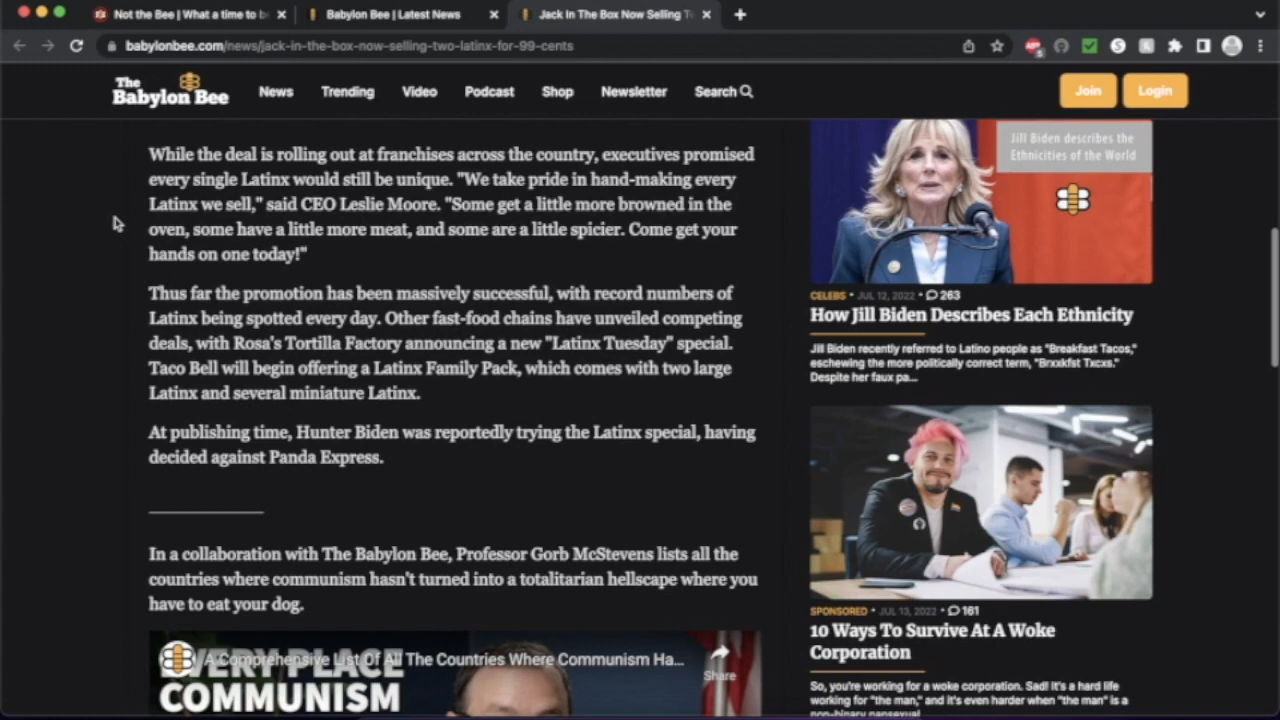 Not the Bee | What a time to b
Babylon Bee | Latest News
Jack In The Box Now Selling T
babylonbee.com/news/jack-in-the-box-now-selling-two-latinx-for-99-cents
The
Babylon Bee
News
Trending
Video
Podcast
Shop
Newsletter
Search
Join
Login
While the deal is rolling out at franchises across the country, executives promised
every single Latinx would still be unique. "We take pride in hand-making every
Latinx we sell," said CEO Leslie Moore. "Some get a little more browned in the
oven, some have a little more meat, and some are a little spicier. Come get your
hands on one today!"
Thus far the promotion has been massively successful, with record numbers of
Latinx being spotted every day. Other fast-food chains have unveiled competing
deals, with Rosa's Tortilla Factory announcing a new "Latinx Tuesday" special.
Taco Bell will begin offering a Latinx Family Pack, which comes with two large
Latinx and several miniature Latinx.
At publishing time, Hunter Biden was reportedly trying the Latinx special, having
decided against Panda Express.
In a collaboration with The Babylon Bee, Professor Gorb McStevens lists all the
countries where communism hasn't turned into a totalitarian hellscape where you
have to eat your dog.
A Comprehensive List Of All The Countries Where Communism Ha...
Share
EVERY PLACE
COMMUNISM
Jill Biden describes the
Ethnicities of the World
CELEBS • JUL 12, 2022 • 263
How Jill Biden Describes Each Ethnicity
Jill Biden recently referred to Latino people as "Breakfast Tacos,"
eschewing the more politically correct term, "Brxxkfst Txcxs."
Despite her faux pa...
SPONSORED • JUL 13, 2022 • 161
10 Ways To Survive At A Woke
Corporation
So, you're working for a woke corporation. Sad! It's a hard life
working for "the man," and it's even harder when "the man" is a
non-binary pansexual